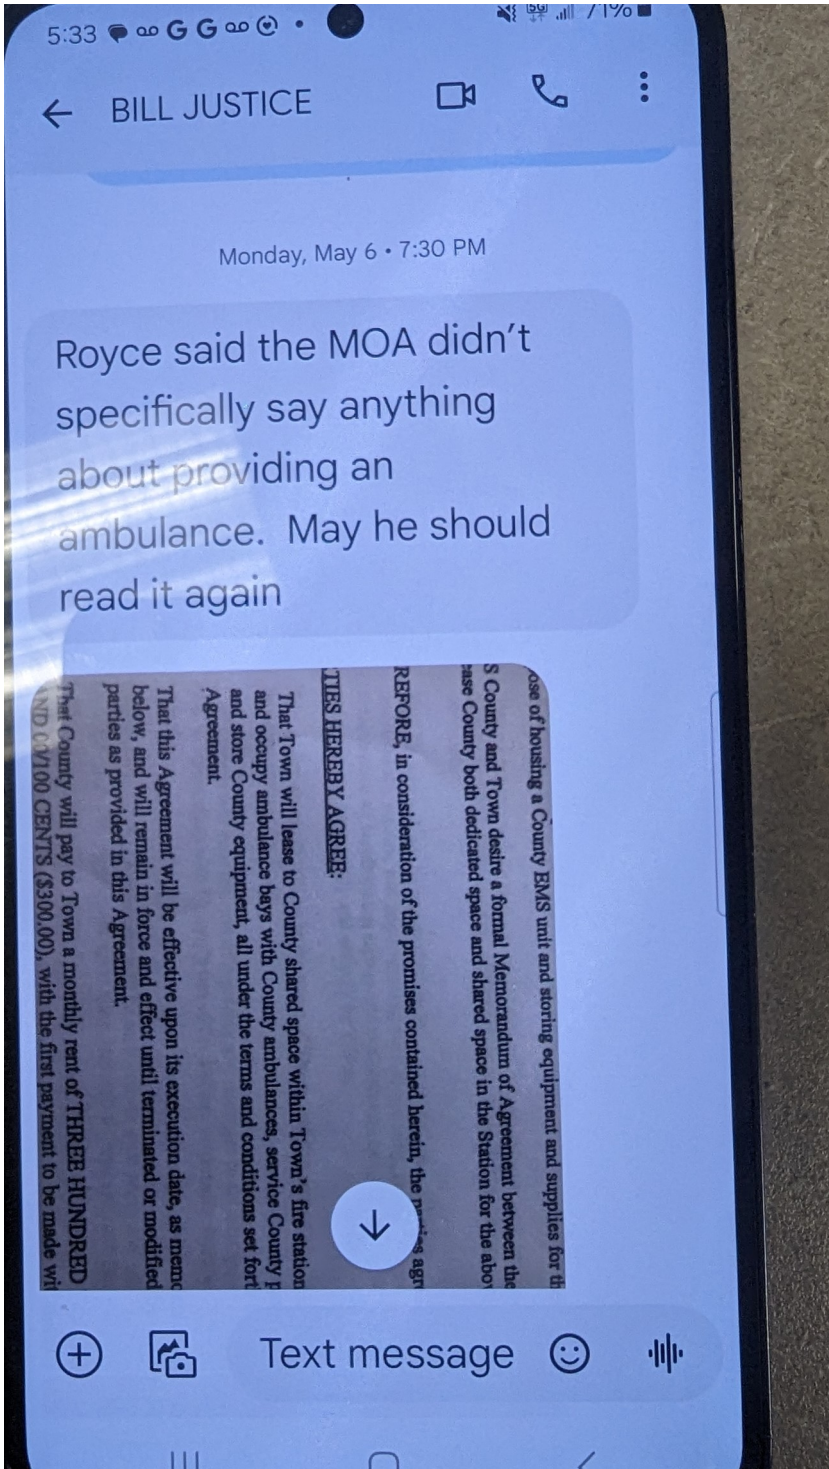 5:33
5G
71%
BILL JUSTICE
Monday, May 6 • 7:30 PM
Royce said the MOA didn't
specifically say anything
about providing an
ambulance. May he should
read it again
ose of housing a County EMS unit and storing equipment and supplies for
S County and Town desire a formal Memorandum of Agreement between the
ease County both dedicated space and shared space in the Station for the
REFORE, in consideration of the promises contained herein, the
TIES HEREBY AGREE:
That Town will lease to County shared space within Town's fire station
and occupy ambulance bays with County ambulances, service County
and store County equipment, all under the terms and conditions set
Agreement.
That this Agreement will be effective upon its execution date, as
below, and will remain in force and effect until terminated or modified
parties as provided in this Agreement.
That County will pay to Town a monthly rent of THREE HUNDRED
AND 00/100 CENTS ($300.00), with the first payment to be made
Text message